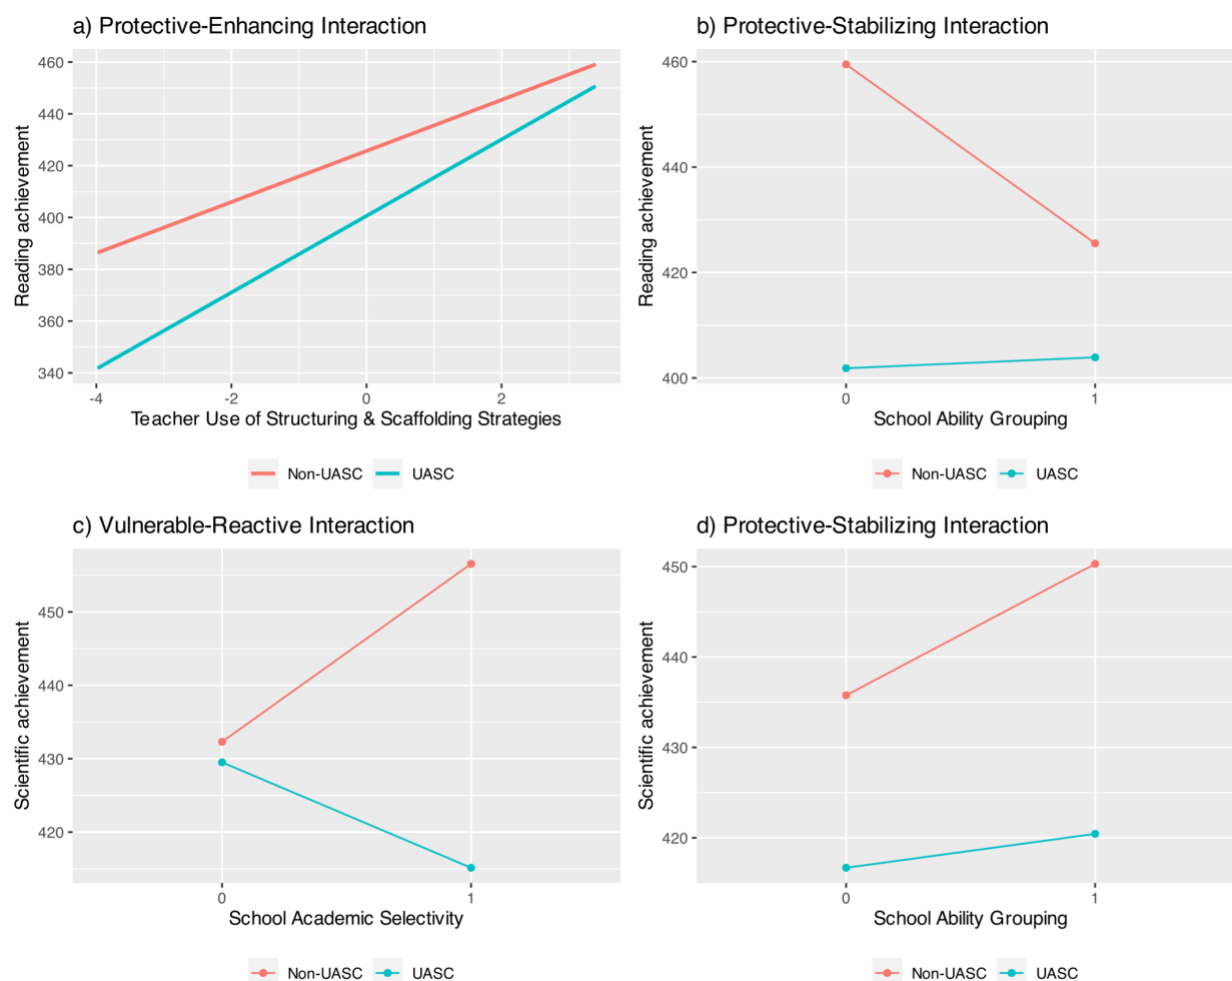 a) Protective-Enhancing Interaction
460
440
420
400
380
360
340
Reading achievement
-4 -2 0 2
Teacher Use of Structuring & Scaffolding Strategies
Non-UASC UASC
b) Protective-Stabilizing Interaction
460
440
420
400
Reading achievement
0 1
School Ability Grouping
Non-UASC UASC
c) Vulnerable-Reactive Interaction
450
440
430
420
Scientific achievement
0 1
School Academic Selectivity
Non-UASC UASC
d) Protective-Stabilizing Interaction
450
440
430
420
Scientific achievement
0 1
School Ability Grouping
Non-UASC UASC